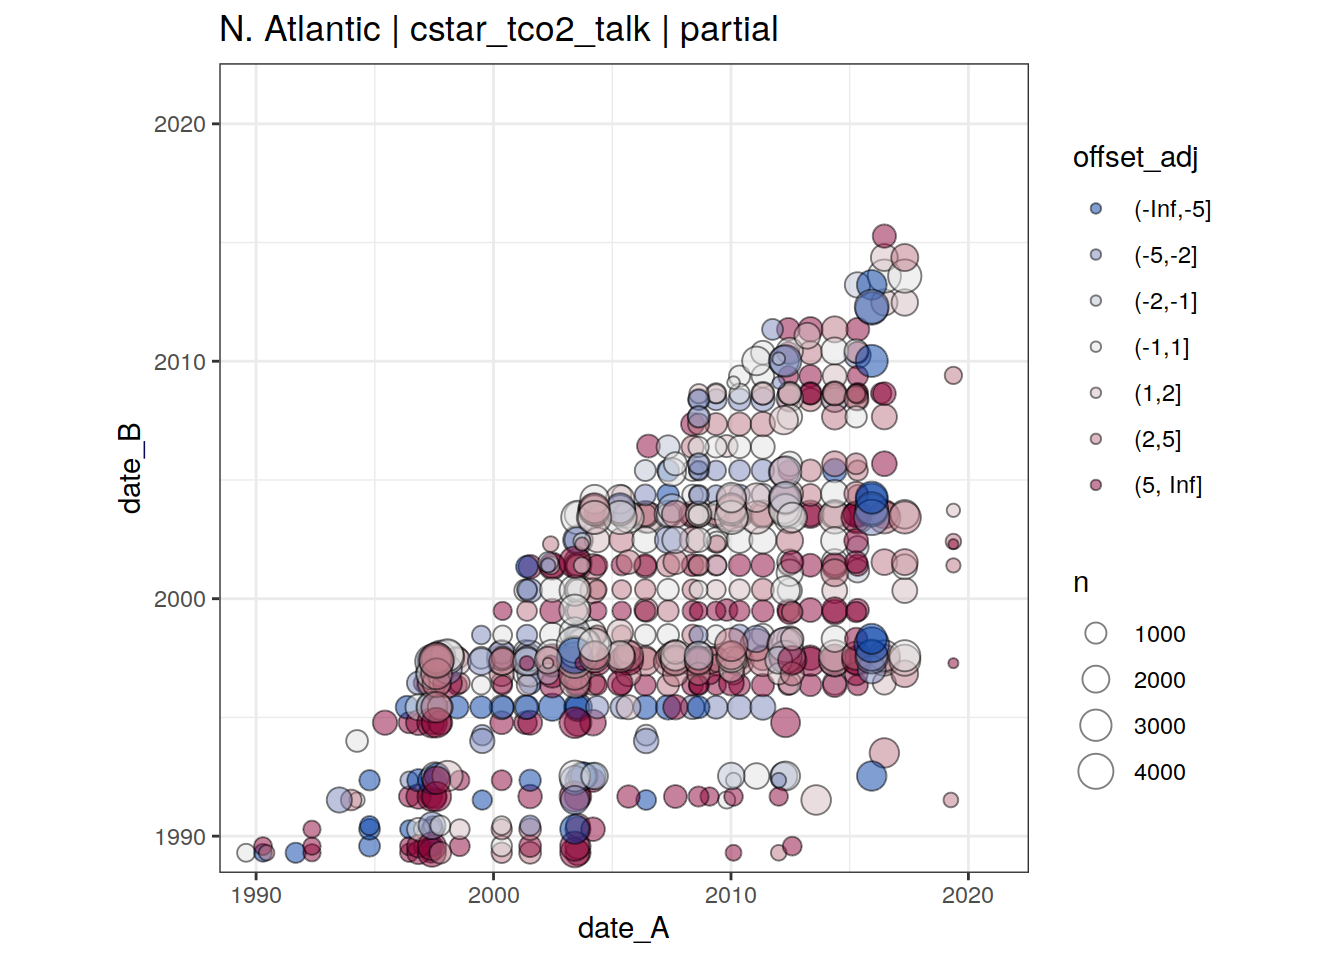 N. Atlantic | cstar_tco2_talk | partial
date_B
2020
2010
2000
1990
1990 2000 2010 2020
date_A
offset_adj
(-Inf,-5]
(-5,-2]
(-2,-1]
(-1,1]
(1,2]
(2,5]
(5, Inf]
n
1000
2000
3000
4000